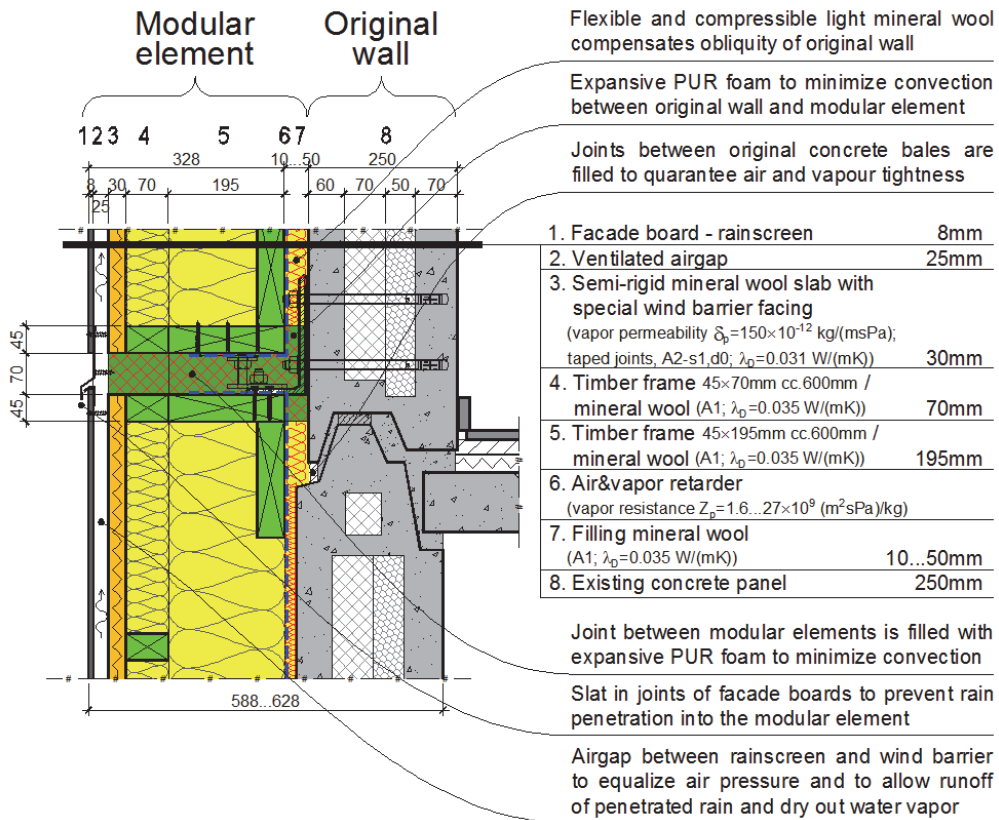 Modular
element
Original
wall
1 2 3 4 5 6 7 8
328 10...50 250
8 30 70 195 60 70 50 70
25
45
70
45
588...628
Flexible and compressible light mineral wool
compensates obliquity of original wall
Expansive PUR foam to minimize convection
between original wall and modular element
Joints between original concrete bales are
filled to quarantee air and vapour tightness
1. Facade board - rainscreen 8mm
2. Ventilated airgap 25mm
3. Semi-rigid mineral wool slab with
special wind barrier facing
(vapor permeability δp=150×10-12 kg/(msPa);
taped joints, A2-s1,d0; λD=0.031 W/(mK)) 30mm
4. Timber frame 45×70mm cc.600mm /
mineral wool (A1; λD=0.035 W/(mK)) 70mm
5. Timber frame 45×195mm cc.600mm /
mineral wool (A1; λD=0.035 W/(mK)) 195mm
6. Air&vapor retarder
(vapor resistance Zp=1.6...27×10⁹ (m²sPa)/kg)
7. Filling mineral wool
(A1; λD=0.035 W/(mK)) 10...50mm
8. Existing concrete panel 250mm
Joint between modular elements is filled with
expansive PUR foam to minimize convection
Slat in joints of facade boards to prevent rain
penetration into the modular element
Airgap between rainscreen and wind barrier
to equalize air pressure and to allow runoff
of penetrated rain and dry out water vapor